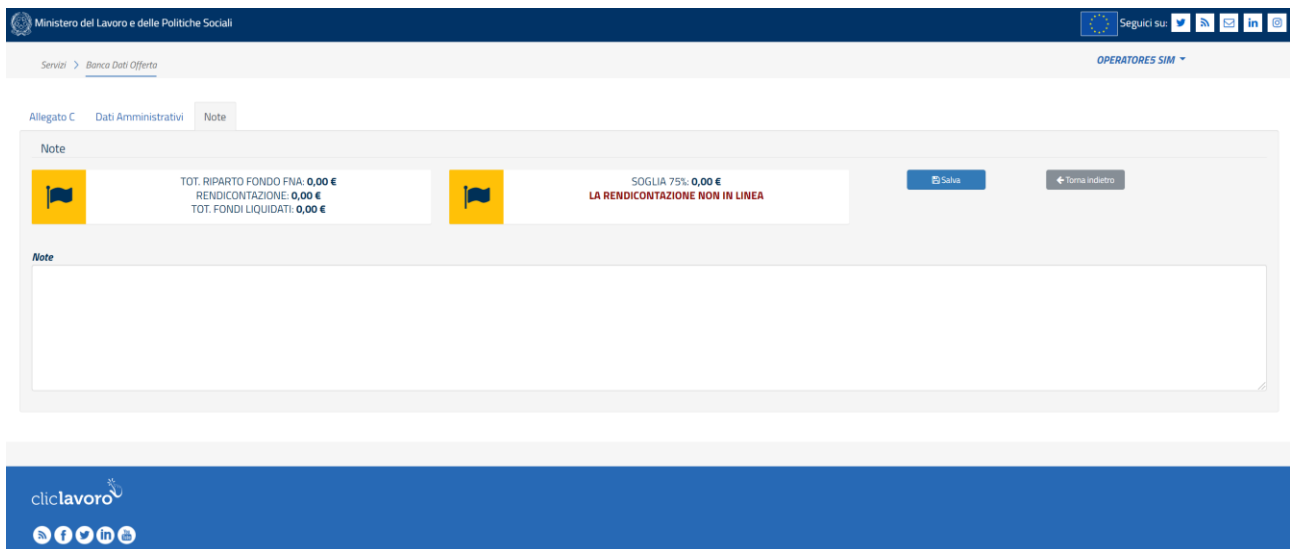 Ministero del Lavoro e delle Politiche Sociali
Seguici su:
Servizi > Banca Dati Offerta
OPERATORE5 SIM
Allegato C Dati Amministrativi Note
Note
TOT. RIPARTO FONDO FNA: 0,00 €
RENDICONTAZIONE: 0,00 €
TOT. FONDI LIQUIDATI: 0,00 €
SOGLIA 75%: 0,00 €
LA RENDICONTAZIONE NON IN LINEA
Salva
Torna indietro
Note
cliclavoro